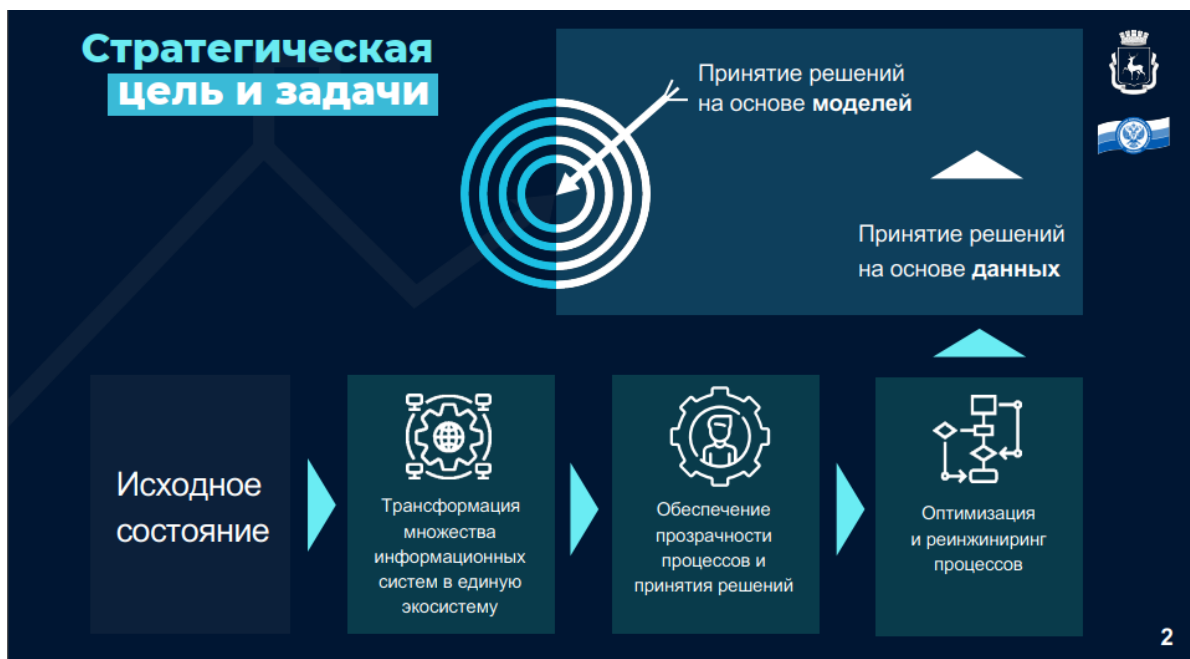 Стратегическая
цель и задачи
Принятие решений
на основе моделей
Принятие решений
на основе данных
Исходное
состояние
Трансформация
множества
информационных
систем в единую
экосистему
Обеспечение
прозрачности
процессов и
принятия решений
Оптимизация
и реинжиниринг
процессов
2